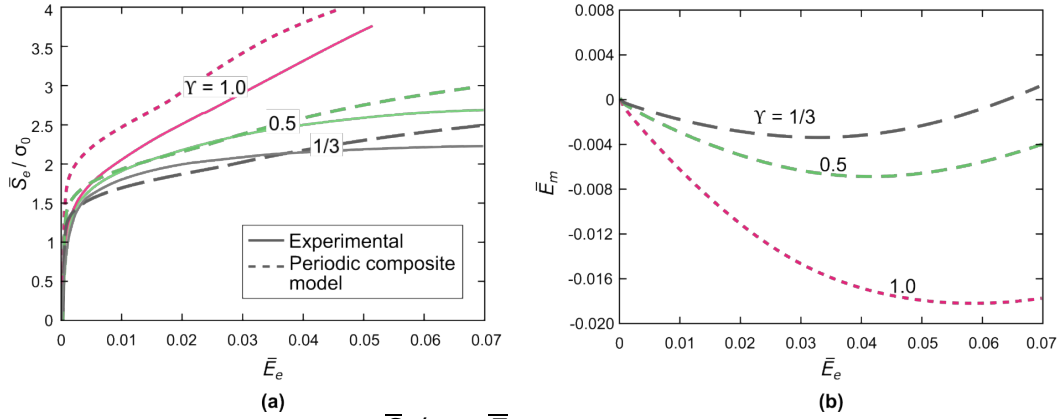 4
3.5
3
2.5
2
1.5
1
0.5
0
S̄e / σ0
ϒ = 1.0
0.5
1/3
Experimental
Periodic composite
model
0 0.01 0.02 0.03 0.04 0.05 0.06 0.07
Ēe
(a)
0.008
0.004
0
-0.004
-0.008
-0.012
-0.016
-0.020
Ēm
ϒ = 1/3
0.5
1.0
0 0.01 0.02 0.03 0.04 0.05 0.06 0.07
Ēe
(b)